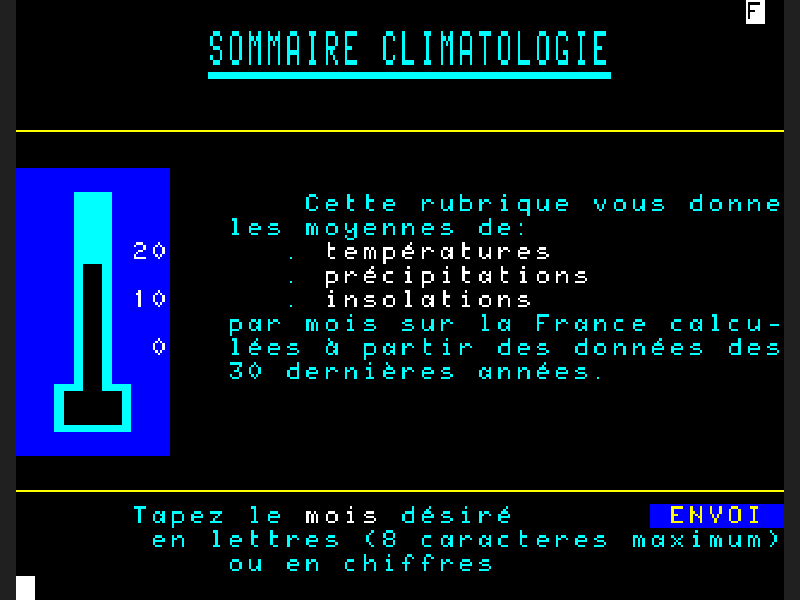 F
SOMMAIRE CLIMATOLOGIE
Cette rubrique vous donne
les moyennes de:
20 . températures
. précipitations
10 . insolations
par mois sur la France calcu-
0 lées à partir des données des
30 dernières années.
Tapez le mois désiré ENVOI
en lettres (8 caracteres maximum)
ou en chiffres